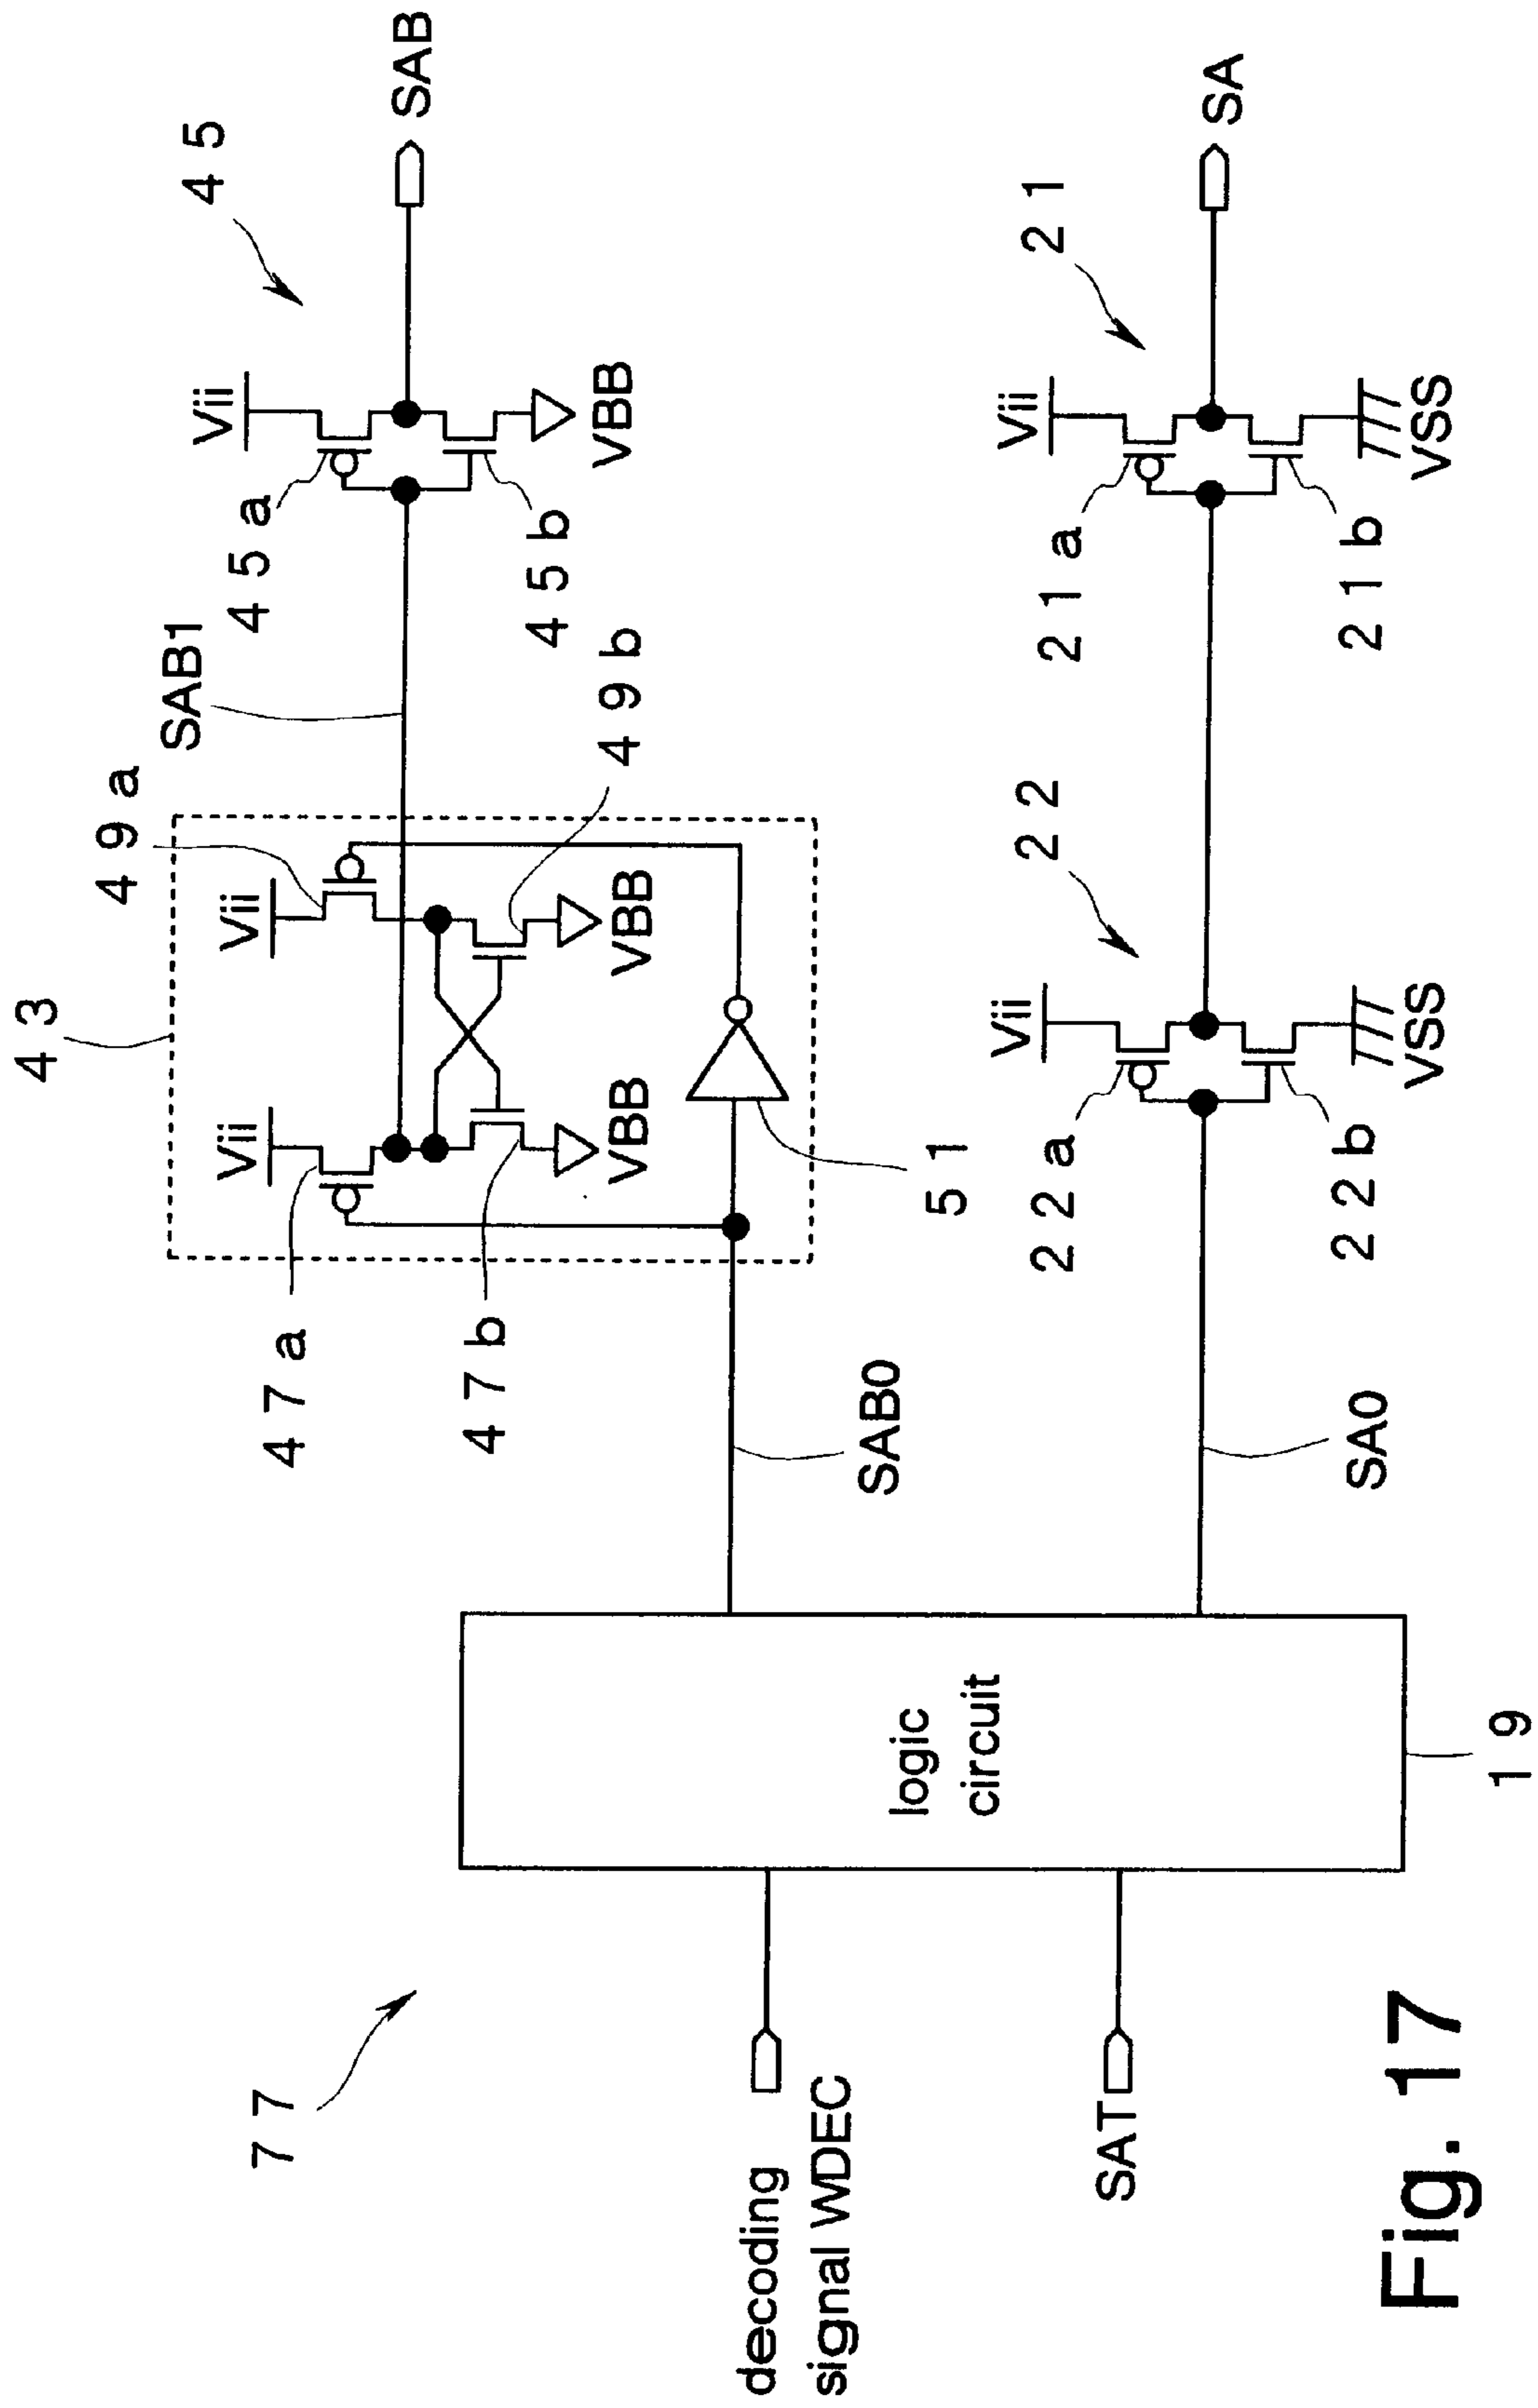 77
decoding
signal WDEC
SAT
logic
circuit
19
SAB0
SA0
43
47a
47b
Vii
VBB
49a
49b
Vii
VBB
51
SAB1
45
45a
45b
Vii
VBB
SAB
22
22a
22b
Vii
VSS
21
21a
21b
Vii
VSS
SA
Fig. 17